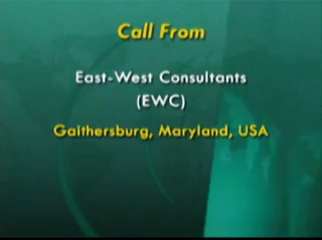 Call From
East-West Consultants
(EWC)
Gaithersburg, Maryland, USA